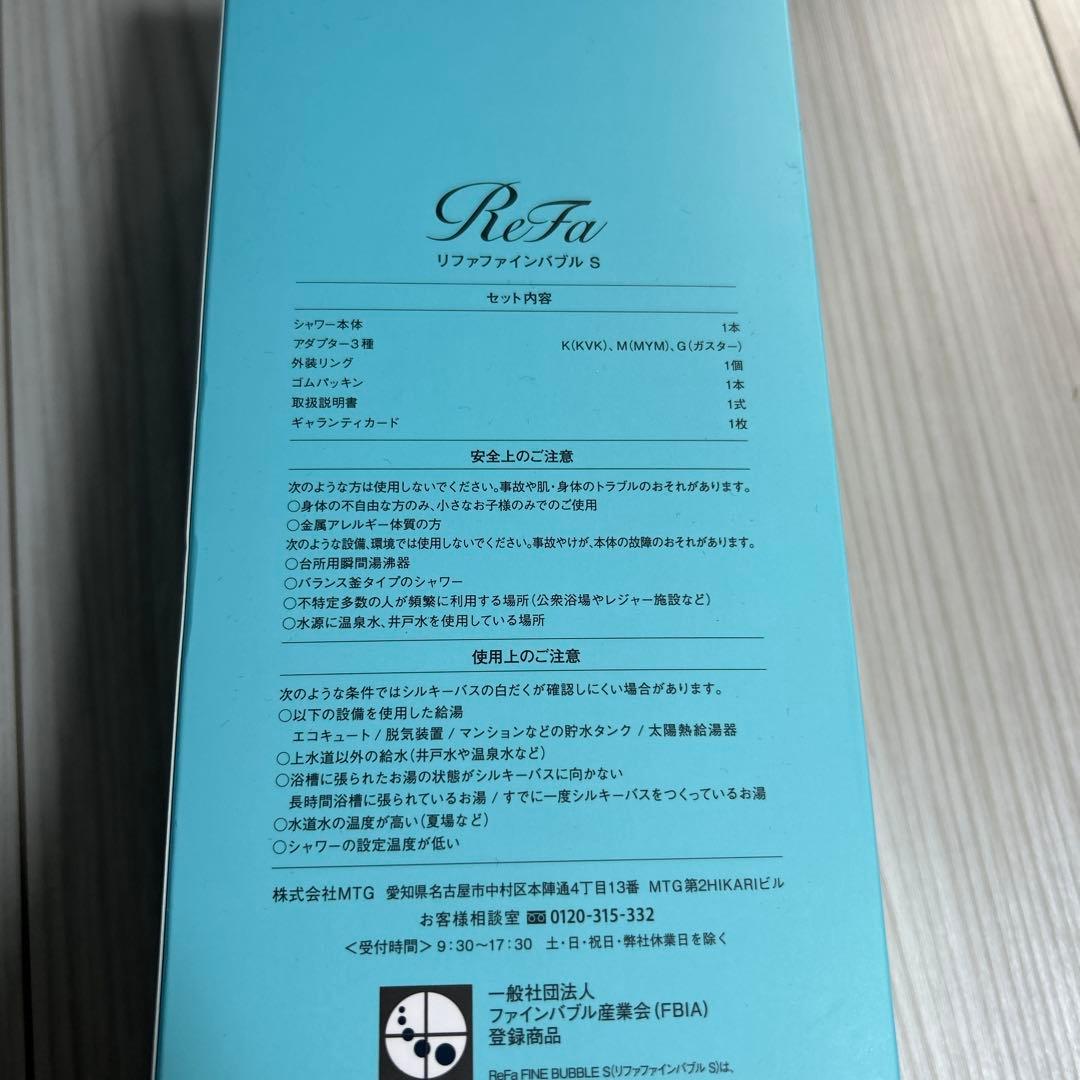 ReFa
リファファインバブル S
セット内容
シャワー本体 1本
アダプター3種 K(KVK)、M(MYM)、G(ガスター)
外装リング 1個
ゴムパッキン 1本
取扱説明書 1式
ギャランティカード 1枚
安全上のご注意
次のような方は使用しないでください。事故や肌・身体のトラブルのおそれがあります。
○身体の不自由な方のみ、小さなお子様のみでのご使用
○金属アレルギー体質の方
次のような設備、環境では使用しないでください。事故やけが、本体の故障のおそれがあります。
○台所用瞬間湯沸器
○バランス釜タイプのシャワー
○不特定多数の人が頻繁に利用する場所(公衆浴場やレジャー施設など)
○水源に温泉水、井戸水を使用している場所
使用上のご注意
次のような条件ではシルキーバスの白だくが確認しにくい場合があります。
○以下の設備を使用した給湯
エコキュート / 脱気装置 / マンションなどの貯水タンク / 太陽熱給湯器
○上水道以外の給水(井戸水や温泉水など)
○浴槽に張られたお湯の状態がシルキーバスに向かない
長時間浴槽に張られているお湯 / すでに一度シルキーバスをつくっているお湯
○水道水の温度が高い(夏場など)
○シャワーの設定温度が低い
株式会社MTG 愛知県名古屋市中村区本陣通4丁目13番 MTG第2HIKARIビル
お客様相談室 0120-315-332
＜受付時間＞ 9:30～17:30 土・日・祝日・弊社休業日を除く
一般社団法人
ファインバブル産業会(FBIA)
登録商品
ReFa FINE BUBBLE S(リファファインバブル S)は、